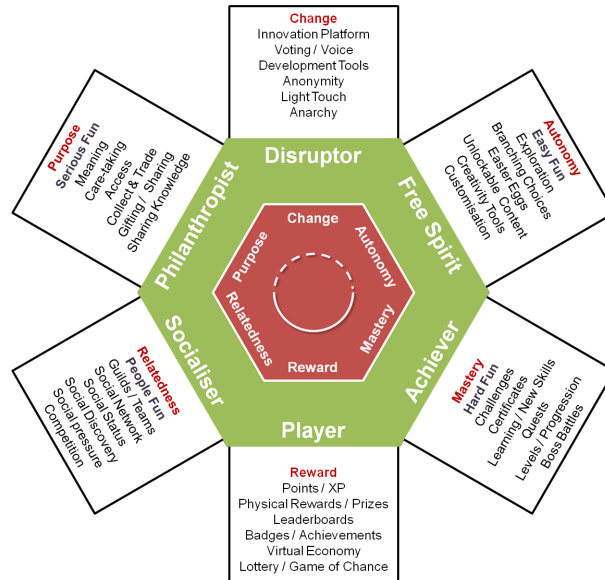 Change
Innovation Platform
Voting / Voice
Development Tools
Anonymity
Light Touch
Anarchy
Purpose
Serious Fun
Meaning
Care-taking
Access
Collect & Trade
Gifting / Sharing
Sharing Knowledge
Autonomy
Easy Fun
Exploration
Branching Choices
Easter Eggs
Unlockable Content
Creativity Tools
Customisation
Disruptor
Philanthropist
Free Spirit
Socialiser
Achiever
Player
Change
Purpose
Autonomy
Relatedness
Mastery
Reward
Relatedness
People Fun
Guilds / Teams
Social Network
Social Status
Social Discovery
Social pressure
Competition
Mastery
Hard Fun
Challenges
Certificates
Learning / New Skills
Quests
Levels / Progression
Boss Battles
Reward
Points / XP
Physical Rewards / Prizes
Leaderboards
Badges / Achievements
Virtual Economy
Lottery / Game of Chance